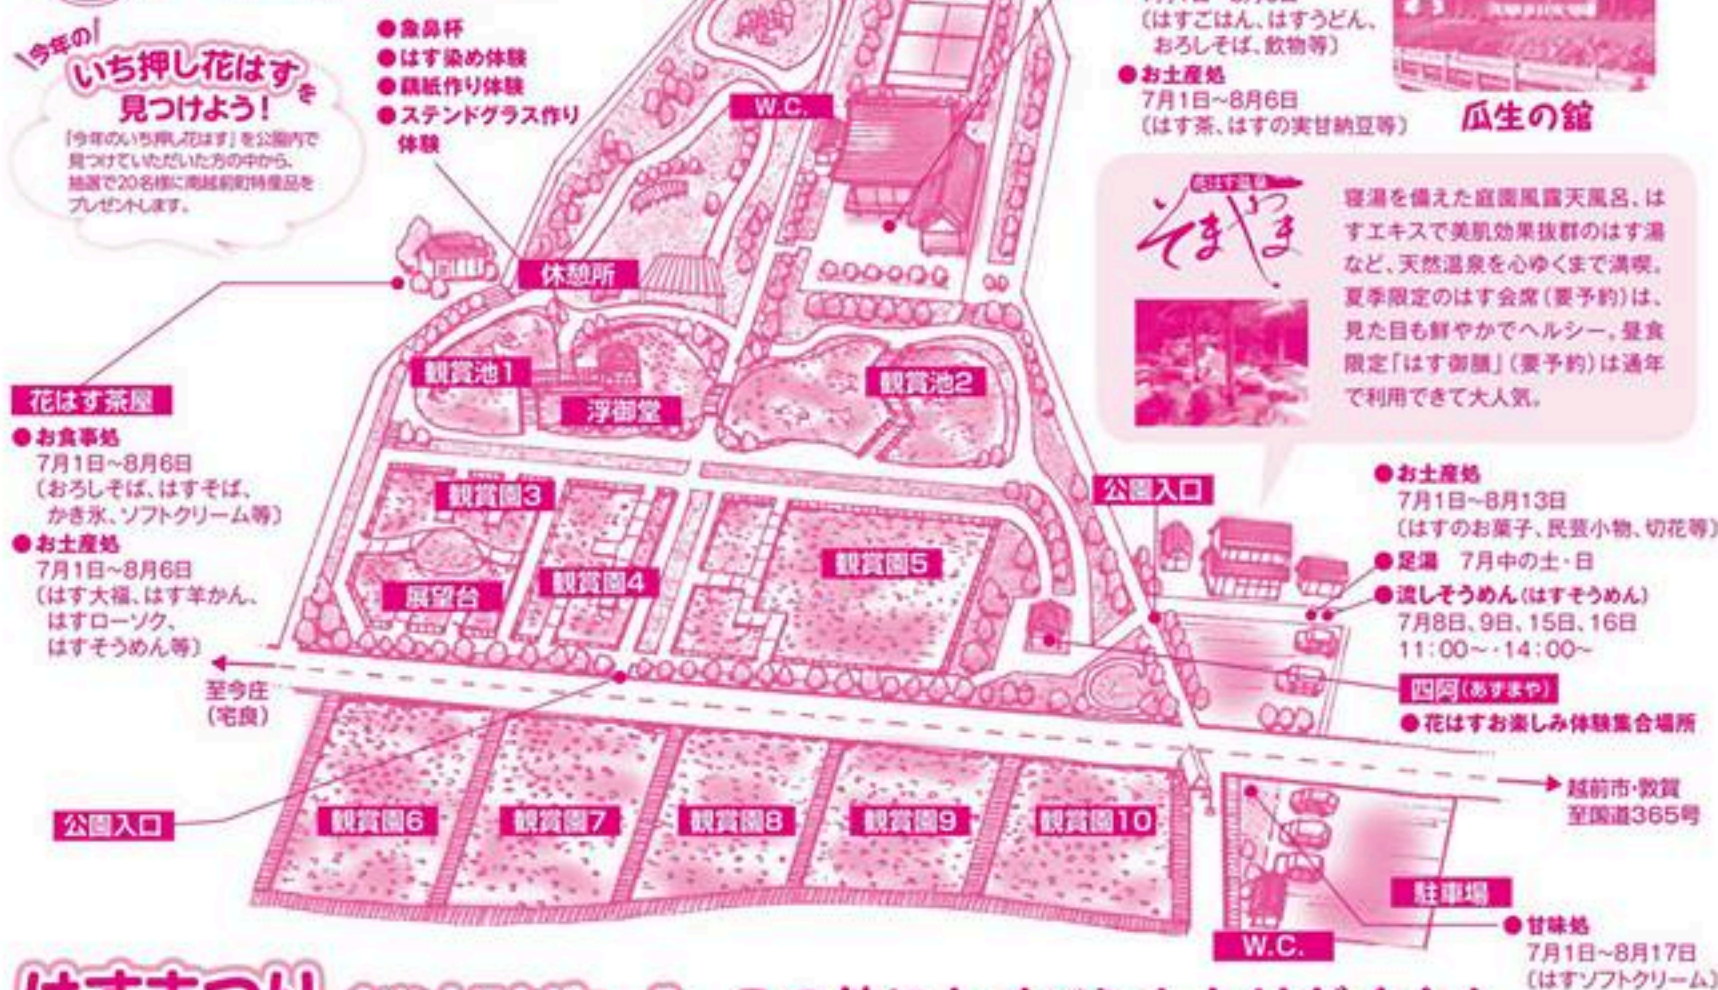 今年の
いち押し花はすを
見つけよう!
「今年のいち押し花はす」を公園内で
見つけていただいた方の中から、
抽選で20名様に南越前町特産品を
プレゼントします。
●象鼻杯
●はす染め体験
●藕紙作り体験
●ステンドグラス作り
体験
(はすごはん、はすうどん、
おろしそば、飲物等)
●お土産処
7月1日~8月6日
(はす茶、はすの実甘納豆等)
瓜生の舘
W.C.
休憩所
花はす温泉
そまやま
寝湯を備えた庭園風露天風呂、は
すエキスで美肌効果抜群のはす湯
など、天然温泉を心ゆくまで満喫。
夏季限定のはす会席(要予約)は、
見た目も鮮やかでヘルシー。昼食
限定「はす御膳」(要予約)は通年
で利用できて大人気。
花はす茶屋
●お食事処
7月1日~8月6日
(おろしそば、はすそば、
かき氷、ソフトクリーム等)
●お土産処
7月1日~8月6日
(はす大福、はす羊かん、
はすローソク、
はすそうめん等)
観賞池1
浮御堂
観賞池2
観賞園3
展望台
観賞園4
観賞園5
公園入口
●お土産処
7月1日~8月13日
(はすのお菓子、民芸小物、切花等)
●足湯 7月中の土・日
●流しそうめん(はすそうめん)
7月8日、9日、15日、16日
11:00~・14:00~
四阿(あずまや)
●花はすお楽しみ体験集合場所
至今庄
(宅良)
越前市・敦賀
至国道365号
公園入口
観賞園6
観賞園7
観賞園8
観賞園9
観賞園10
駐車場
W.C.
●甘味処
7月1日~8月17日
(はすソフトクリーム)
はすまつり